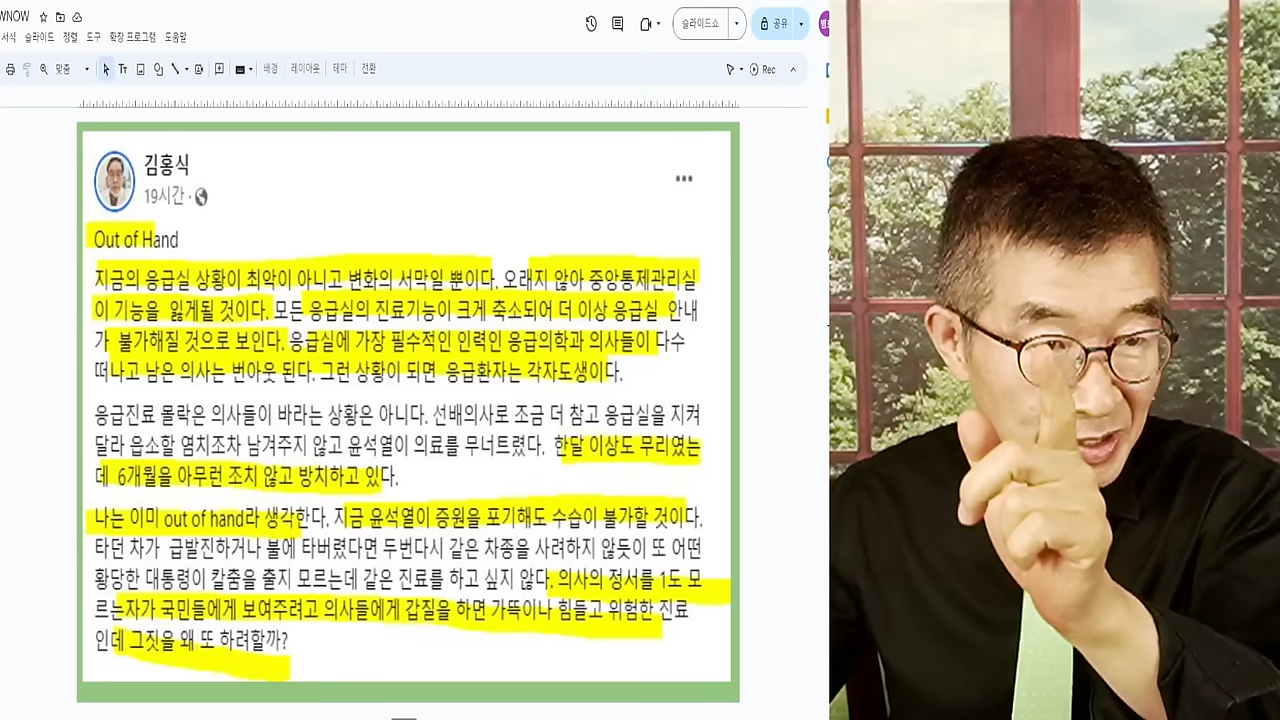 WNOW
서식 슬라이드 정렬 도구 확장 프로그램 도움말
슬라이드쇼
공유
맞춤
배경 레이아웃 테마 전환
Rec
김홍식
19시간
Out of Hand
지금의 응급실 상황이 최악이 아니고 변화의 서막일 뿐이다. 오래지 않아 중앙통제관리실
이 기능을 잃게될 것이다. 모든 응급실의 진료기능이 크게 축소되어 더 이상 응급실 안내
가 불가해질 것으로 보인다. 응급실에 가장 필수적인 인력인 응급의학과 의사들이 다수
떠나고 남은 의사는 번아웃 된다. 그런 상황이 되면 응급환자는 각자도생이다.
응급진료 몰락은 의사들이 바라는 상황은 아니다. 선배의사로 조금 더 참고 응급실을 지켜
달라 읍소할 염치조차 남겨주지 않고 윤석열이 의료를 무너트렸다. 한달 이상도 무리였는
데 6개월을 아무런 조치 않고 방치하고 있다.
나는 이미 out of hand라 생각한다. 지금 윤석열이 증원을 포기해도 수습이 불가할 것이다.
타던 차가 급발진하거나 불에 타버렸다면 두번다시 같은 차종을 사려하지 않듯이 또 어떤
황당한 대통령이 칼춤을 출지 모르는데 같은 진료를 하고 싶지 않다. 의사의 정서를 1도 모
르는자가 국민들에게 보여주려고 의사들에게 갑질을 하면 가뜩이나 힘들고 위험한 진료
인데 그짓을 왜 또 하려할까?